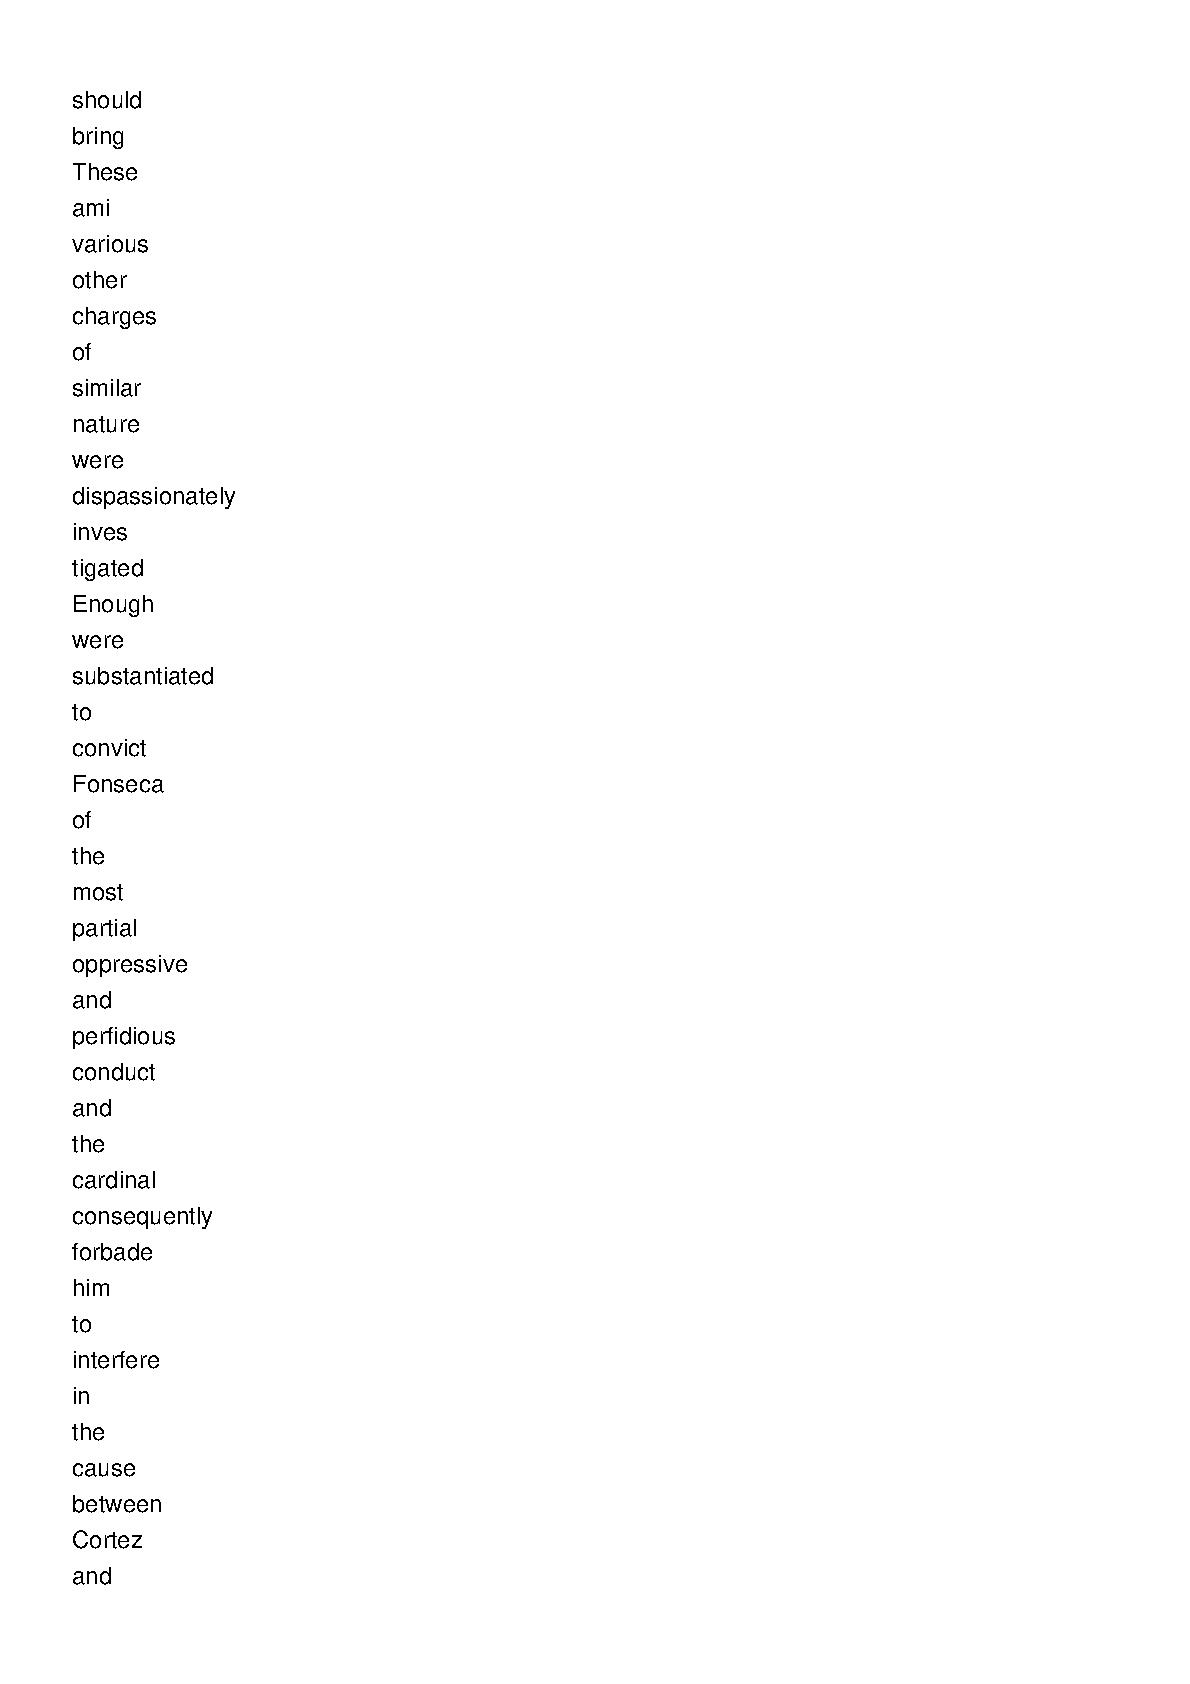 should
bring
These
ami
various
other
charges
of
similar
nature
were
dispassionately
inves
tigated
Enough
were
substantiated
to
convict
Fonseca
of
the
most
partial
oppressive
and
perfidious
conduct
and
the
cardinal
consequently
forbade
him
to
interfere
in
the
cause
between
Cortez
and